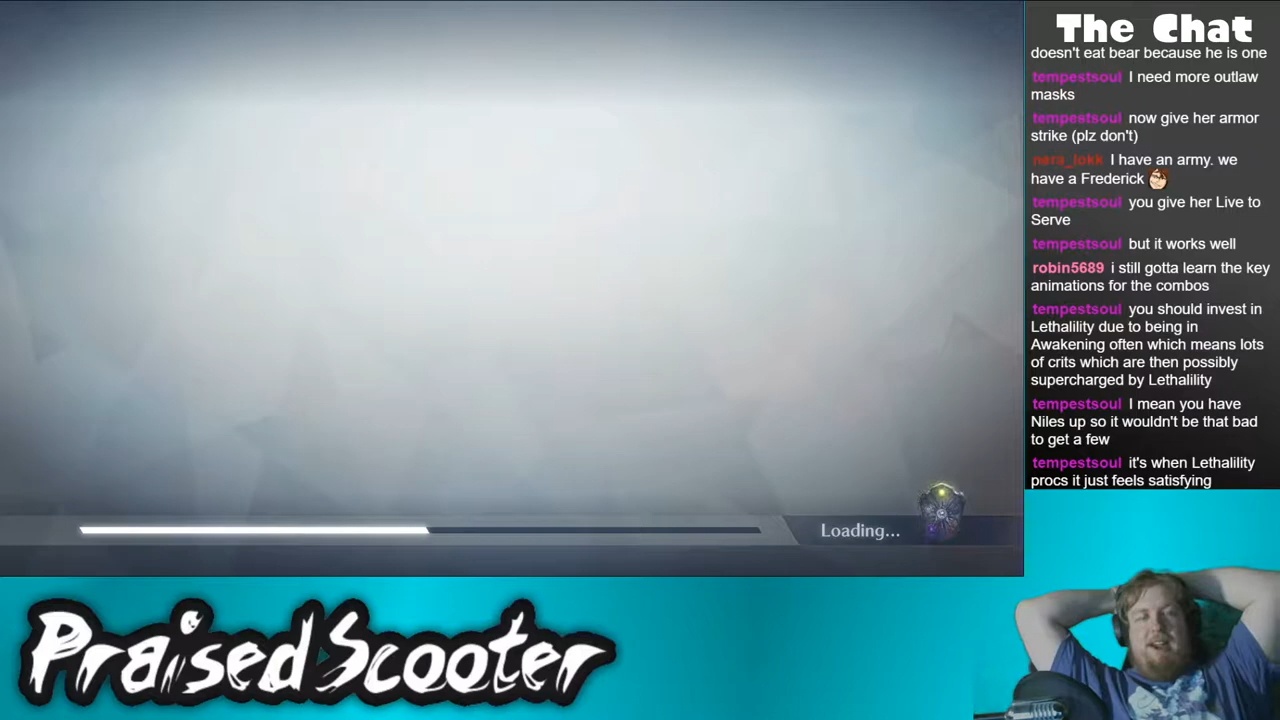 The Chat
doesn't eat bear because he is one
tempestsoul I need more outlaw
masks
tempestsoul now give her armor
strike (plz don't)
nera_lokk I have an army. we
have a Frederick
tempestsoul you give her Live to
Serve
tempestsoul but it works well
robin5689 i still gotta learn the key
animations for the combos
tempestsoul you should invest in
Lethalility due to being in
Awakening often which means lots
of crits which are then possibly
supercharged by Lethalility
tempestsoul I mean you have
Niles up so it wouldn't be that bad
to get a few
tempestsoul it's when Lethalility
procs it just feels satisfying
Loading...
PraisedScooter